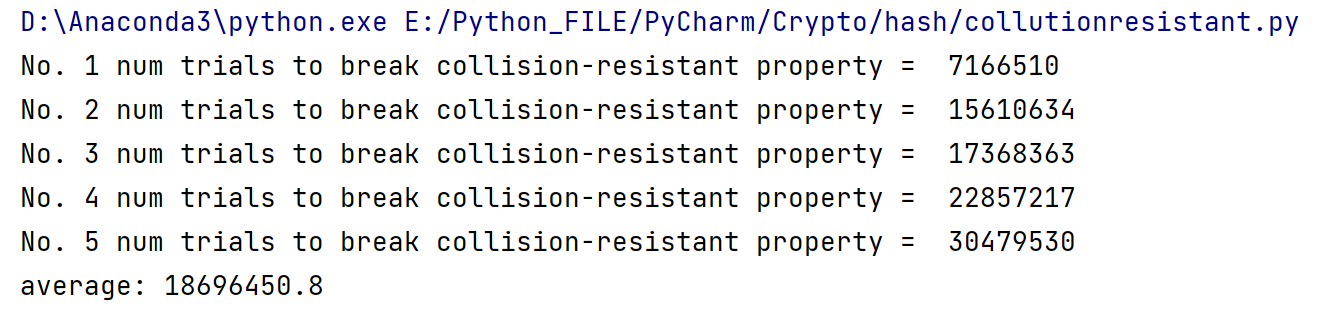 D:\Anaconda3\python.exe E:/Python_FILE/PyCharm/Crypto/hash/collutionresistant.py
No. 1 num trials to break collision-resistant property =  7166510
No. 2 num trials to break collision-resistant property =  15610634
No. 3 num trials to break collision-resistant property =  17368363
No. 4 num trials to break collision-resistant property =  22857217
No. 5 num trials to break collision-resistant property =  30479530
average: 18696450.8